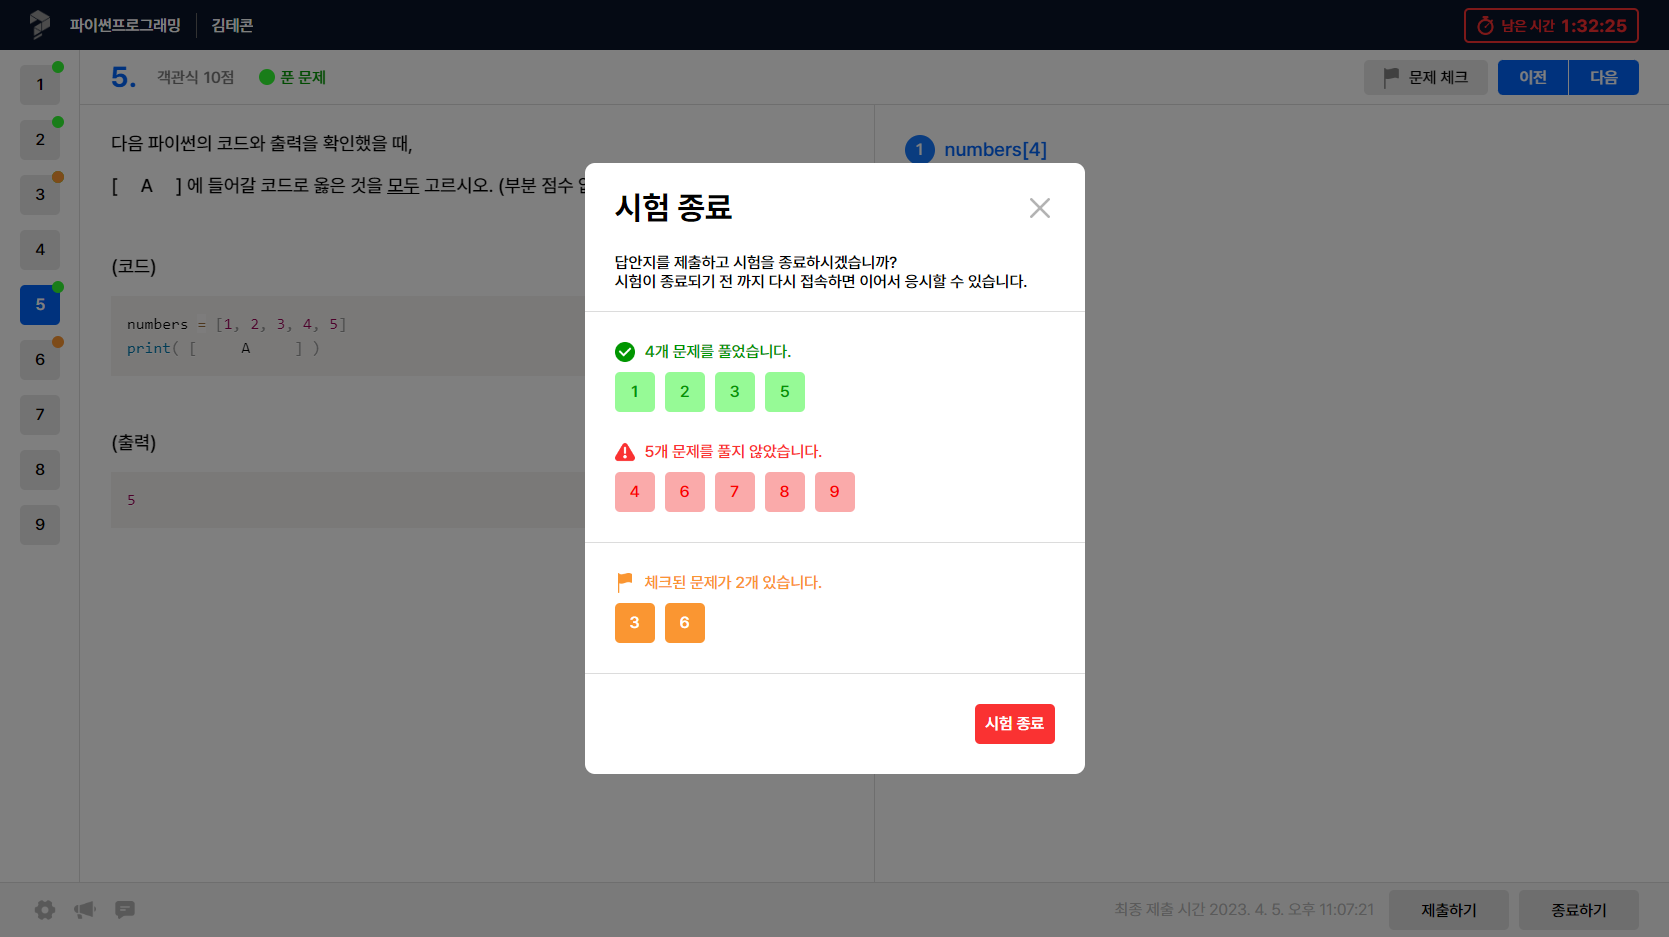 파이썬프로그래밍 김테콘
남은 시간 1:32:25
1
2
3
4
5
6
7
8
9
5. 객관식 10점 푼 문제
문제 체크
이전
다음
다음 파이썬의 코드와 출력을 확인했을 때,
[ A ] 에 들어갈 코드로 옳은 것을 모두 고르시오. (부분 점수
(코드)
numbers = [1, 2, 3, 4, 5]
print( [ A ] )
(출력)
5
1 numbers[4]
시험 종료
답안지를 제출하고 시험을 종료하시겠습니까?
시험이 종료되기 전 까지 다시 접속하면 이어서 응시할 수 있습니다.
4개 문제를 풀었습니다.
1 2 3 5
5개 문제를 풀지 않았습니다.
4 6 7 8 9
체크된 문제가 2개 있습니다.
3 6
시험 종료
최종 제출 시간 2023. 4. 5. 오후 11:07:21
제출하기
종료하기